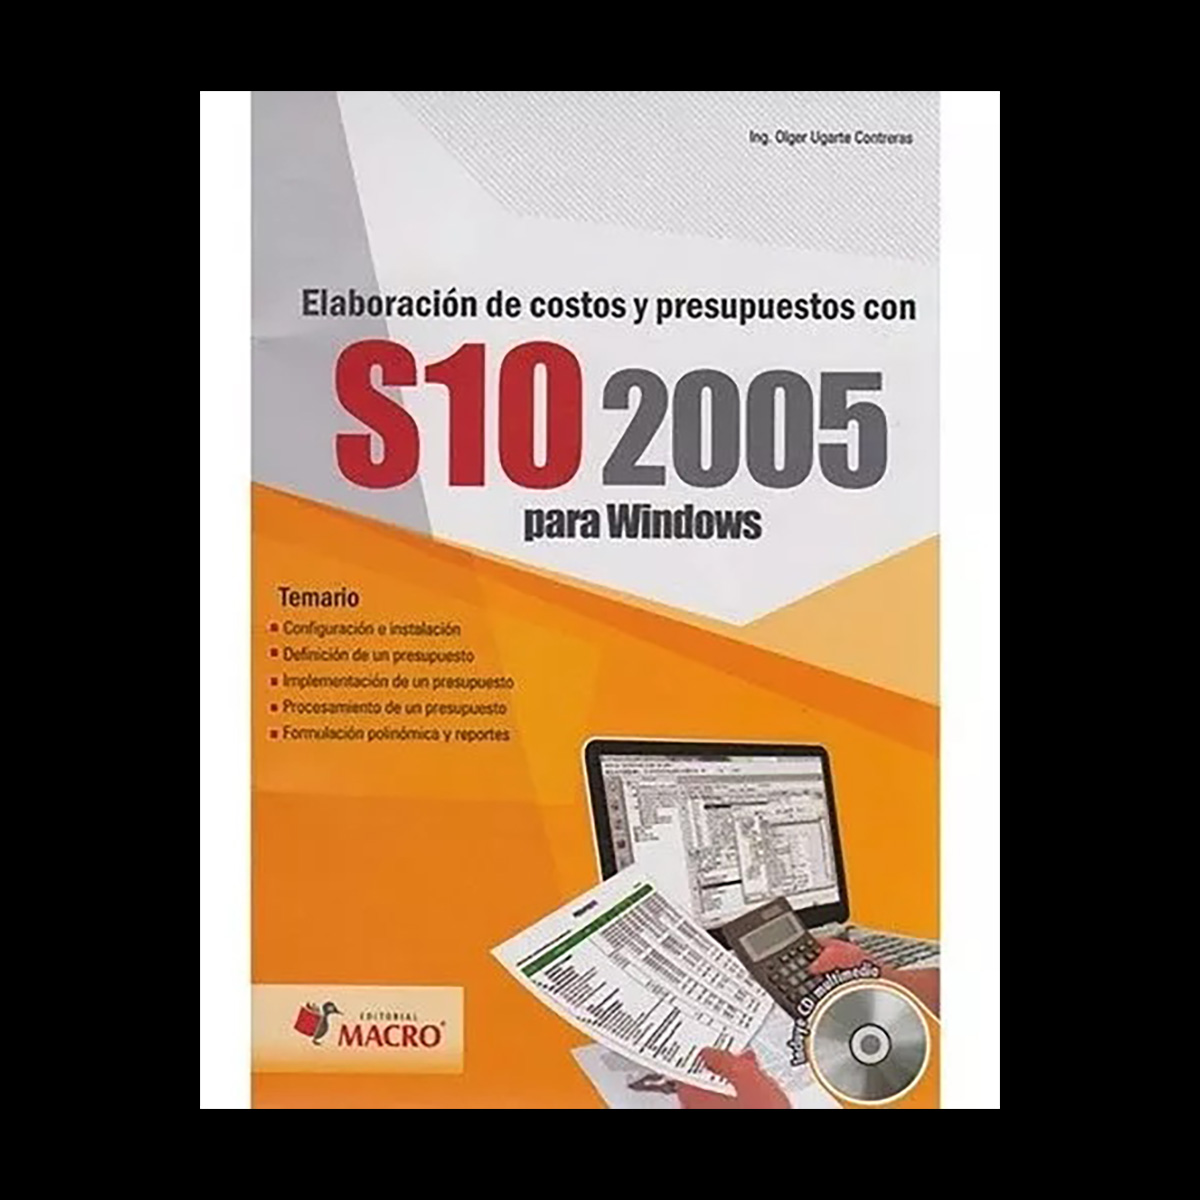 Ing. Olger Ugarte Contreras
Elaboración de costos y presupuestos con
S10 2005
para Windows
Temario
Configuración e instalación
Definición de un presupuesto
Implementación de un presupuesto
Procesamiento de un presupuesto
Formulación polinómica y reportes
EDITORIAL
MACRO®
Incluye CD multimedia